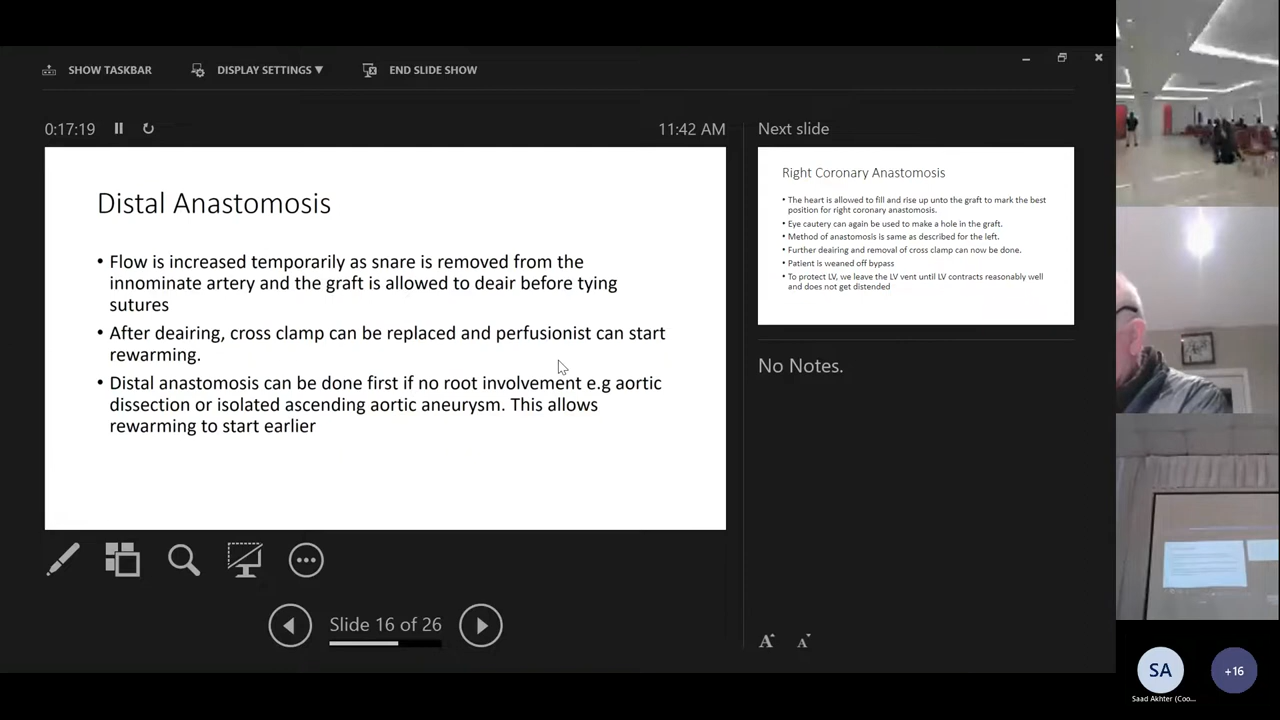 SHOW TASKBAR
DISPLAY SETTINGS ▼
END SLIDE SHOW
0:17:19
11:42 AM
Distal Anastomosis
• Flow is increased temporarily as snare is removed from the
innominate artery and the graft is allowed to deair before tying
sutures
• After deairing, cross clamp can be replaced and perfusionist can start
rewarming.
• Distal anastomosis can be done first if no root involvement e.g aortic
dissection or isolated ascending aortic aneurysm. This allows
rewarming to start earlier
Slide 16 of 26
Next slide
Right Coronary Anastomosis
• The heart is allowed to fill and rise up unto the graft to mark the best
position for right coronary anastomosis.
• Eye cautery can again be used to make a hole in the graft.
• Method of anastomosis is same as described for the left.
• Further deairing and removal of cross clamp can now be done.
• Patient is weaned off bypass
• To protect LV, we leave the LV vent until LV contracts reasonably well
and does not get distended
No Notes.
A A
SA
Saad Akhter (Coo...
+16